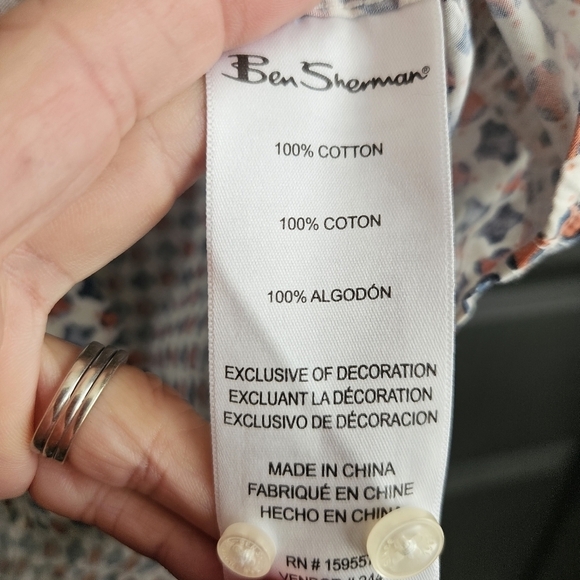 Ben Sherman®
100% COTTON
100% COTON
100% ALGODÓN
EXCLUSIVE OF DECORATION
EXCLUANT LA DÉCORATION
EXCLUSIVO DE DÉCORACION
MADE IN CHINA
FABRIQUÉ EN CHINE
HECHO EN CHINA
RN #